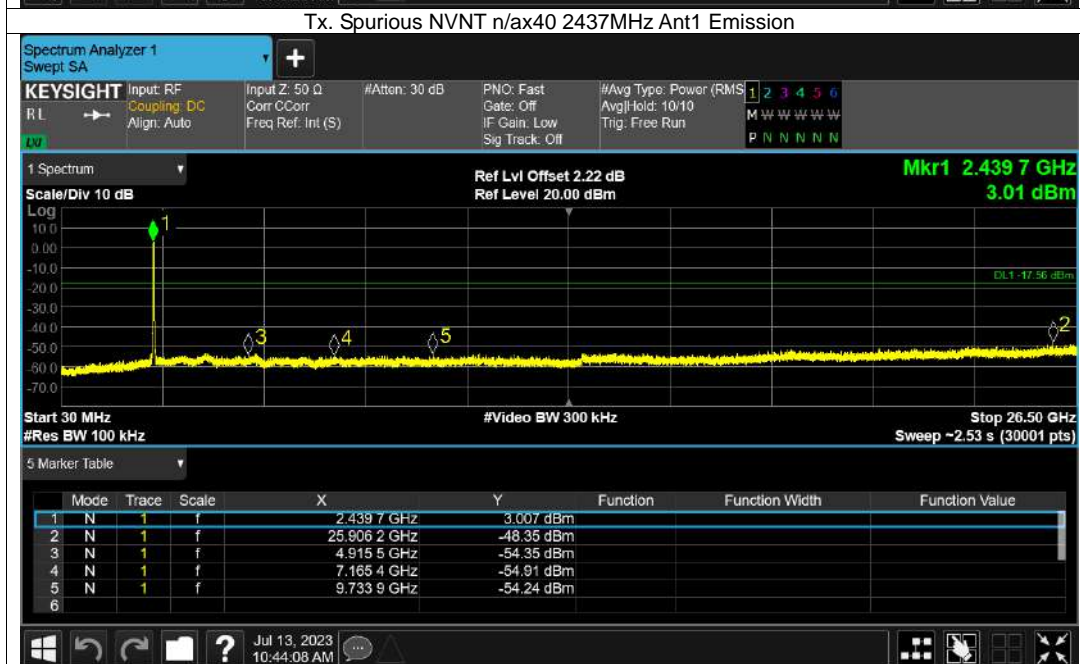 Tx. Spurious NVNT n/ax40 2437MHz Ant1 Emission
Spectrum Analyzer 1
Swept SA
+
KEYSIGHT Input: RF Input Z: 50 Ω #Atten: 30 dB PNO: Fast #Avg Type: Power (RMS 1 2 3 4 5 6
RL Coupling: DC Corr CCorr Gate: Off Avg|Hold: 10/10 M W W W W W
Align: Auto Freq Ref: Int (S) IF Gain: Low Trig: Free Run
LXI Sig Track: Off P N N N N N
1 Spectrum Ref Lvl Offset 2.22 dB Mkr1 2.439 7 GHz
Scale/Div 10 dB Ref Level 20.00 dBm 3.01 dBm
Log
10.0 1
0.00
-10.0
DL1 -17.56 dBm
-20.0
-30.0
-40.0 2
3 4 5
-50.0
-60.0
-70.0
Start 30 MHz #Video BW 300 kHz Stop 26.50 GHz
#Res BW 100 kHz Sweep ~2.53 s (30001 pts)
5 Marker Table
Mode Trace Scale X Y Function Function Width Function Value
1 N 1 f 2.439 7 GHz 3.007 dBm
2 N 1 f 25.906 2 GHz -48.35 dBm
3 N 1 f 4.915 5 GHz -54.35 dBm
4 N 1 f 7.165 4 GHz -54.91 dBm
5 N 1 f 9.733 9 GHz -54.24 dBm
6
? Jul 13, 2023
10:44:08 AM